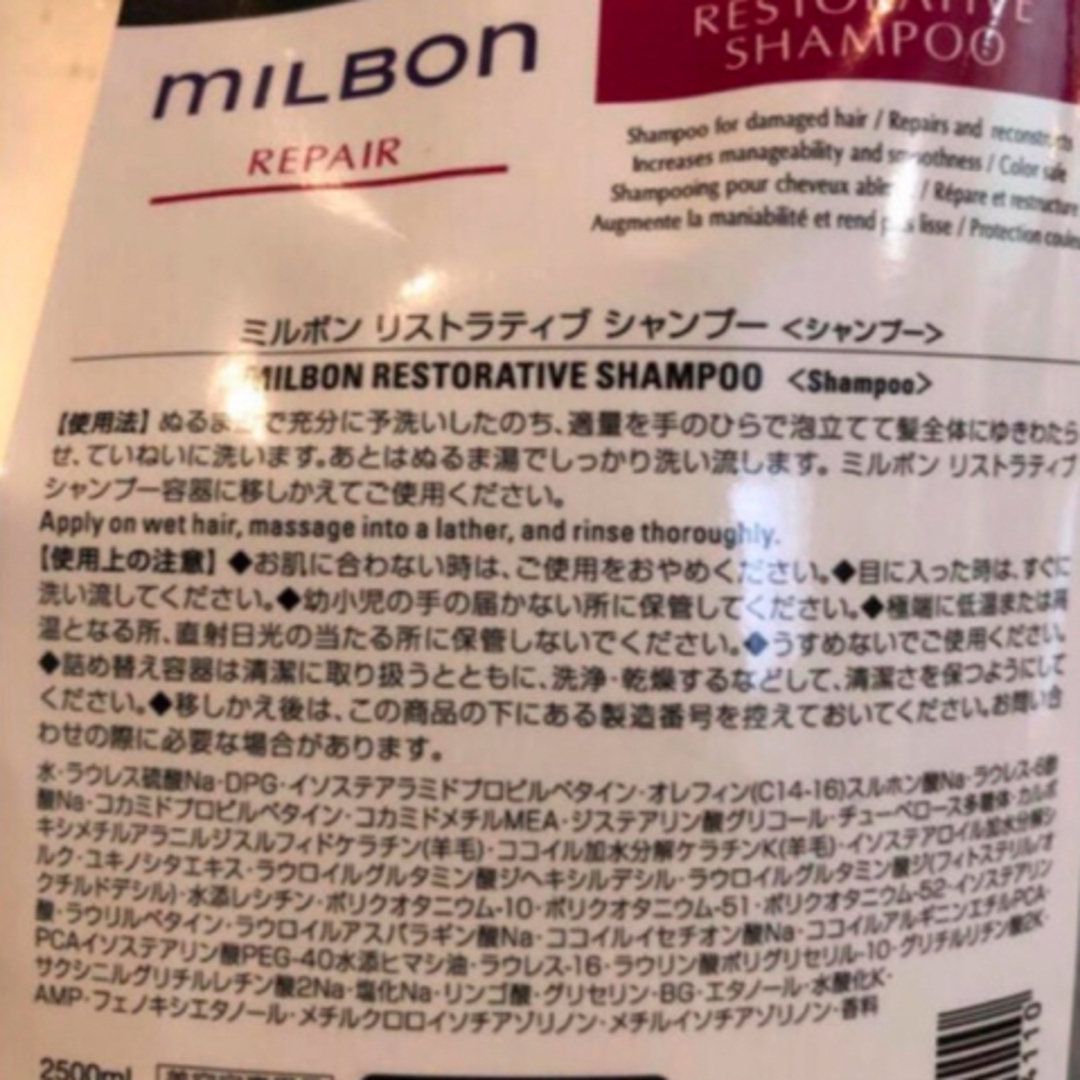 MILBON
REPAIR
RESTORATIVE
SHAMPOO
Shampoo for damaged hair / Repairs and reconstructs
Increases manageability and smoothness / Color safe
Shampooing pour cheveux / Répare et restructure
Augmente la maniabilité et rend lisse / Protection
ミルボン リストラティブ シャンプー <シャンプー>
MILBON RESTORATIVE SHAMPOO <Shampoo>
【使用法】ぬるま で充分に予洗いしたのち、適量を手のひらで泡立てて髪全体にゆきわたら
せ、ていねいに洗います。あとはぬるま湯でしっかり洗い流します。ミルボン リストラティブ
シャンプー容器に移しかえてご使用ください。
Apply on wet hair, massage into a lather, and rinse thoroughly.
【使用上の注意】◆お肌に合わない時は、ご使用をおやめください。◆目に入った時は、すぐに
洗い流してください。◆幼小児の手の届かない所に保管してください。◆極端に低温または高
温となる所、直射日光の当たる所に保管しないでください。◆うすめないでご使用ください。
◆詰め替え容器は清潔に取り扱うとともに、洗浄・乾燥するなどして、清潔さを保つようにして
ください。◆移しかえ後は、この商品の下にある製造番号を控えておいてください。お問い合
わせの際に必要な場合があります。
水・ラウレス硫酸Na・DPG・イソステアラミドプロピルベタイン・オレフィン(C14-16)スルホン酸Na・ラウレス-6酢
酸Na・コカミドプロピルベタイン・コカミドメチルMEA・ジステアリン酸グリコール・チューベロース多糖体・カルボ
キシメチルアラニルジスルフィドケラチン(羊毛)・ココイル加水分解ケラチンK(羊毛)・イソステアロイル加水分解シ
ルク・ユキノシタエキス・ラウロイルグルタミン酸ジヘキシルデシル・ラウロイルグルタミン酸ジ(フィトステリル/オ
クチルドデシル)・水添レシチン・ポリクオタニウム-10・ポリクオタニウム-51・ポリクオタニウム-52・イソステアリン
酸・ラウリルベタイン・ラウロイルアスパラギン酸Na・ココイルイセチオン酸Na・ココイルアルギニンエチルPCA・
PCAイソステアリン酸PEG-40水添ヒマシ油・ラウレス-16・ラウリン酸ポリグリセリル-10・グリチルリチン酸2K・
サクシニルグリチルレチン酸2Na・塩化Na・リンゴ酸・グリセリン・BG・エタノール・水酸化K・
AMP・フェノキシエタノール・メチルクロロイソチアゾリノン・メチルイソチアゾリノン・香料
2500mL